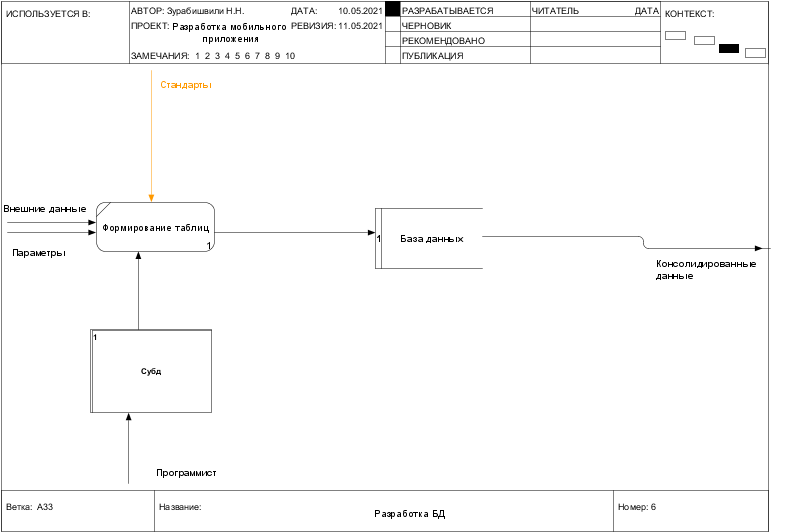 ИСПОЛЬЗУЕТСЯ В:
АВТОР: Зурабишвили Н.Н.
ДАТА: 10.05.2021
ПРОЕКТ: Разработка мобильного
приложения
РЕВИЗИЯ: 11.05.2021
ЗАМЕЧАНИЯ: 1 2 3 4 5 6 7 8 9 10
РАЗРАБАТЫВАЕТСЯ
ЧЕРНОВИК
РЕКОМЕНДОВАНО
ПУБЛИКАЦИЯ
ЧИТАТЕЛЬ ДАТА
КОНТЕКСТ:
Стандарты
Внешние данные
Параметры
Формирование таблиц
1
1
База данных
Консолидированные
данные
1
Субд
Программист
Ветка: А33
Название:
Разработка БД
Номер: 6